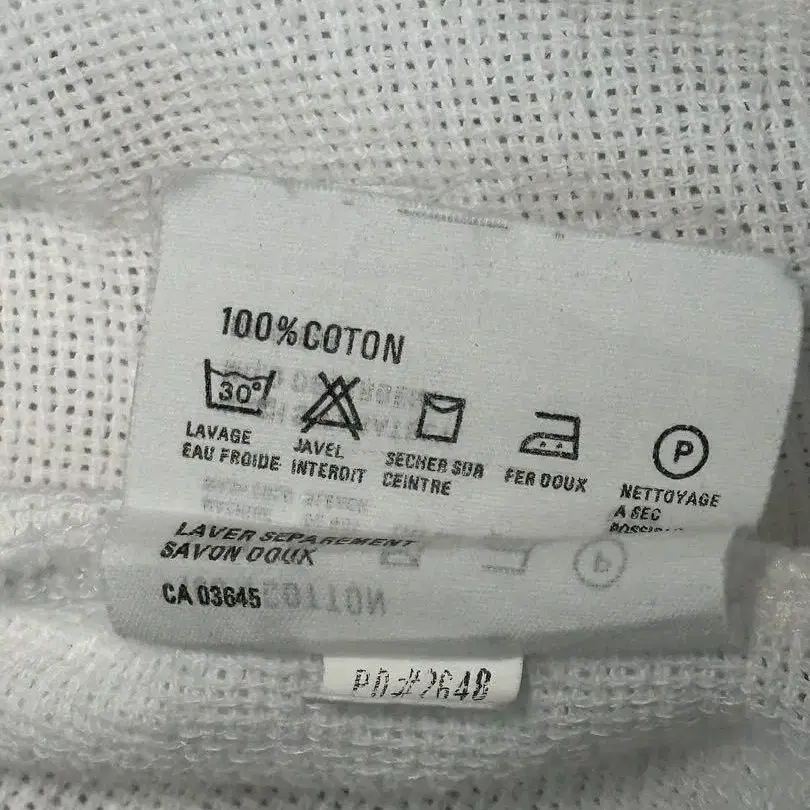 100% COTON
30°
LAVAGE
EAU FROIDE
JAVEL
INTERDIT
SECHER SUR
CEINTRE
FER DOUX
P
NETTOYAGE
A SEC
LAVER SEPAREMENT
SAVON DOUX
CA 03645
PO#2648